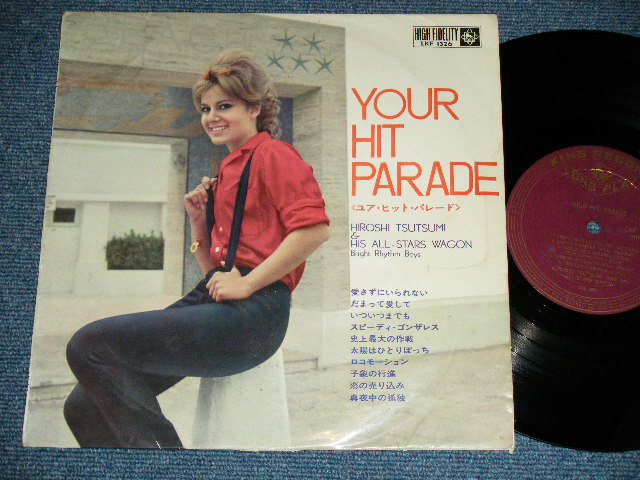 HIGH FIDELITY
LKF 1326
YOUR
HIT
PARADE
<ユア・ヒット・パレード>
HIROSHI TSUTSUMI
&
HIS ALL-STARS WAGON
Bright Rhythm Boys
愛さずにいられない
だまって愛して
いついつまでも
スピーディ・ゴンザレス
史上最大の作戦
太陽はひとりぼっち
ロコモーション
子象の行進
恋の売り込み
真夜中の孤独
KING RECOR
LONG PLAY